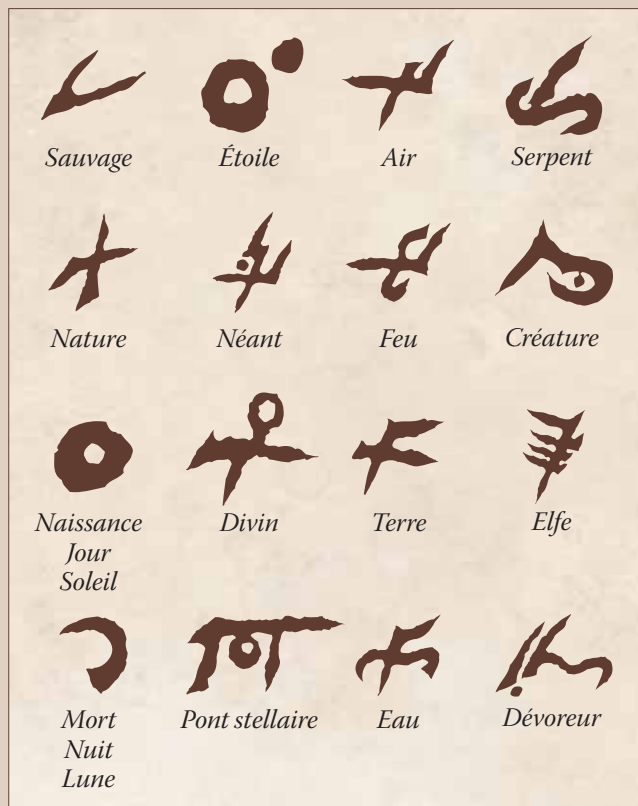 Sauvage
Étoile
Air
Serpent
Nature
Néant
Feu
Créature
Naissance
Jour
Soleil
Divin
Terre
Elfe
Mort
Nuit
Lune
Pont stellaire
Eau
Dévoreur